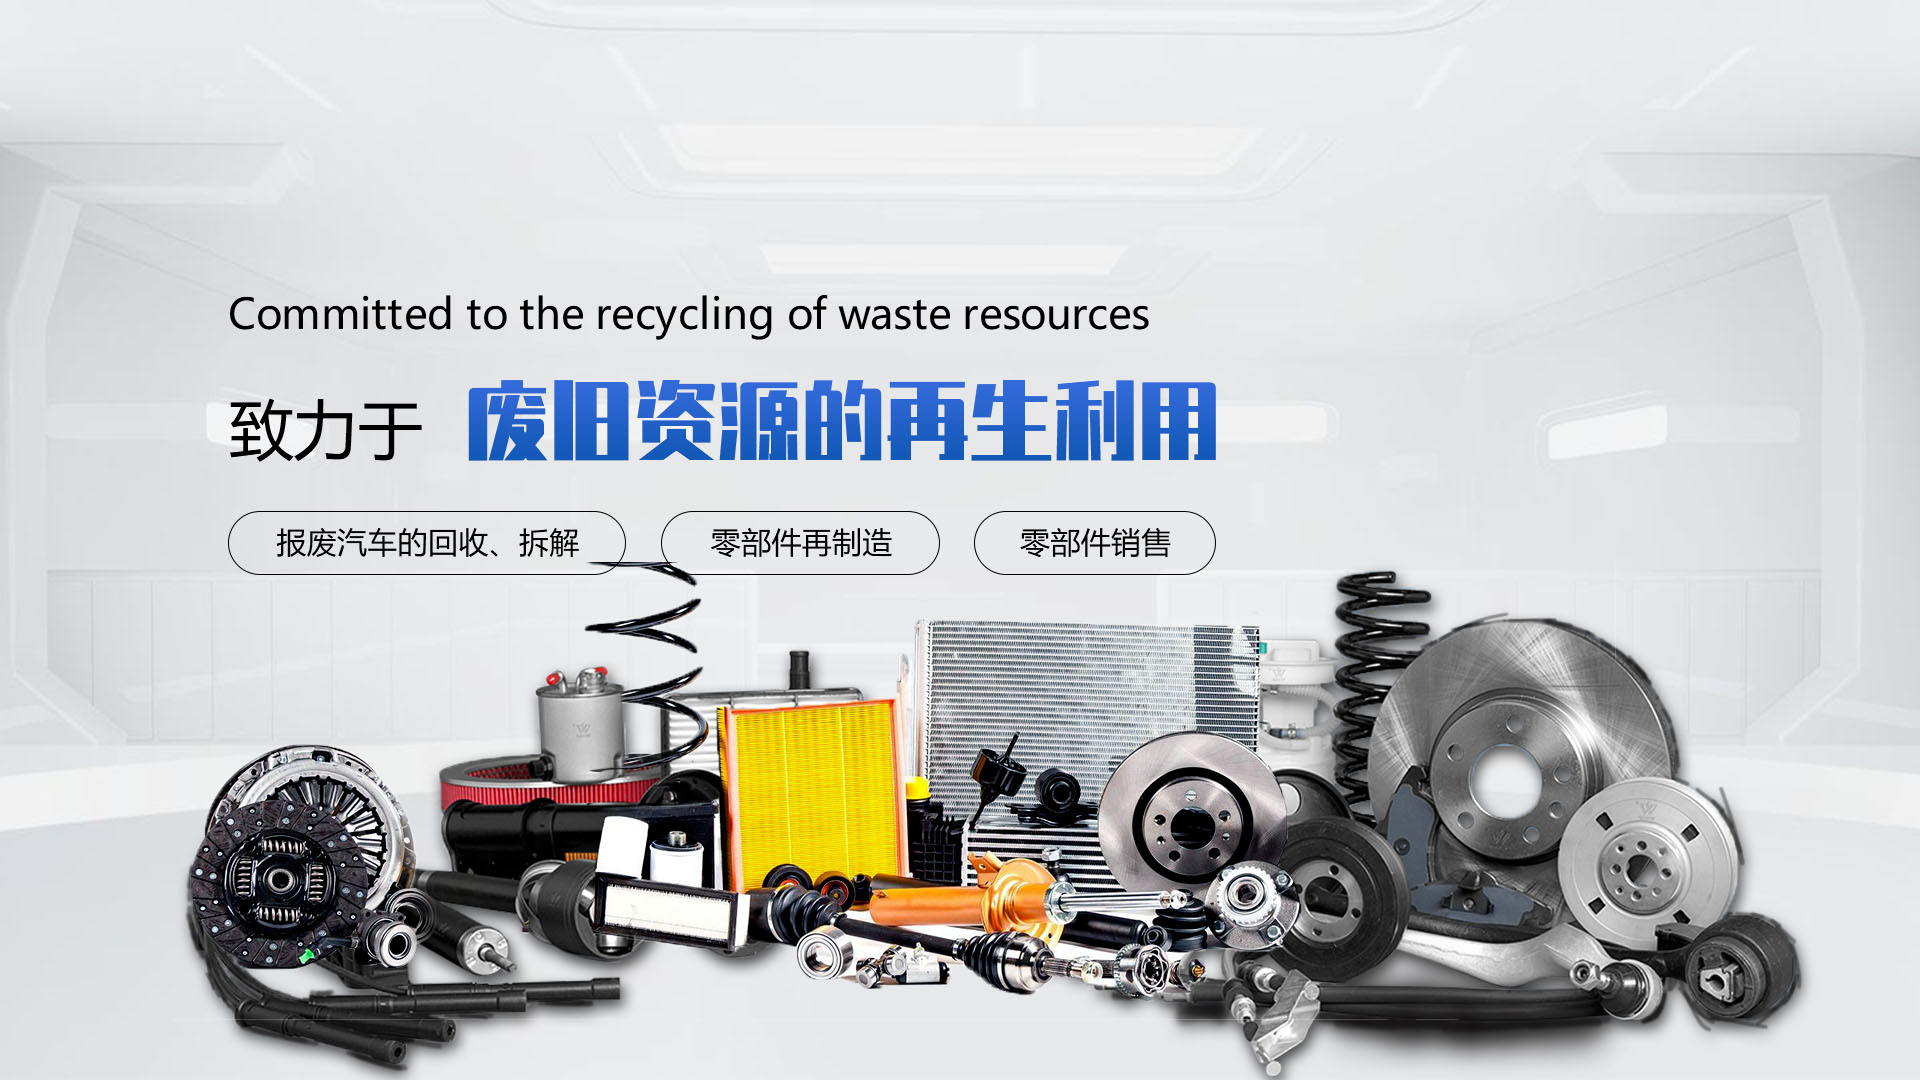 Committed to the recycling of waste resources
致力于 废旧资源的再生利用
报废汽车的回收、拆解 零部件再制造 零部件销售